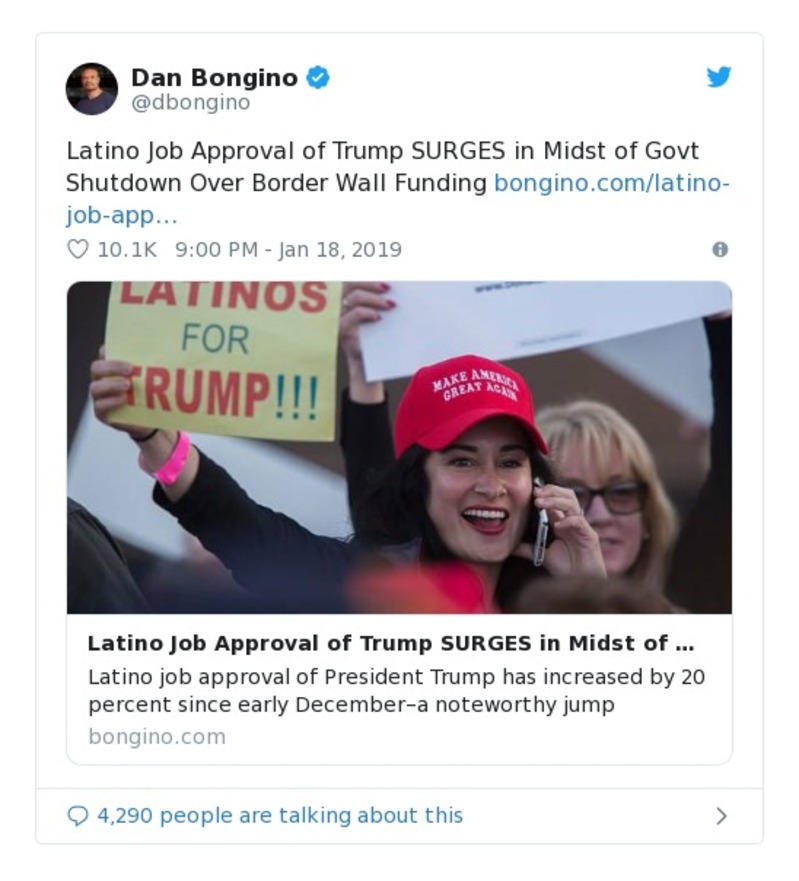 Dan Bongino
@dbongino
Latino Job Approval of Trump SURGES in Midst of Govt
Shutdown Over Border Wall Funding bongino.com/latino-
job-app…
10.1K 9:00 PM - Jan 18, 2019
LATINOS
FOR
TRUMP!!!
MAKE AMERICA
GREAT AGAIN
Latino Job Approval of Trump SURGES in Midst of ...
Latino job approval of President Trump has increased by 20
percent since early December–a noteworthy jump
bongino.com
4,290 people are talking about this